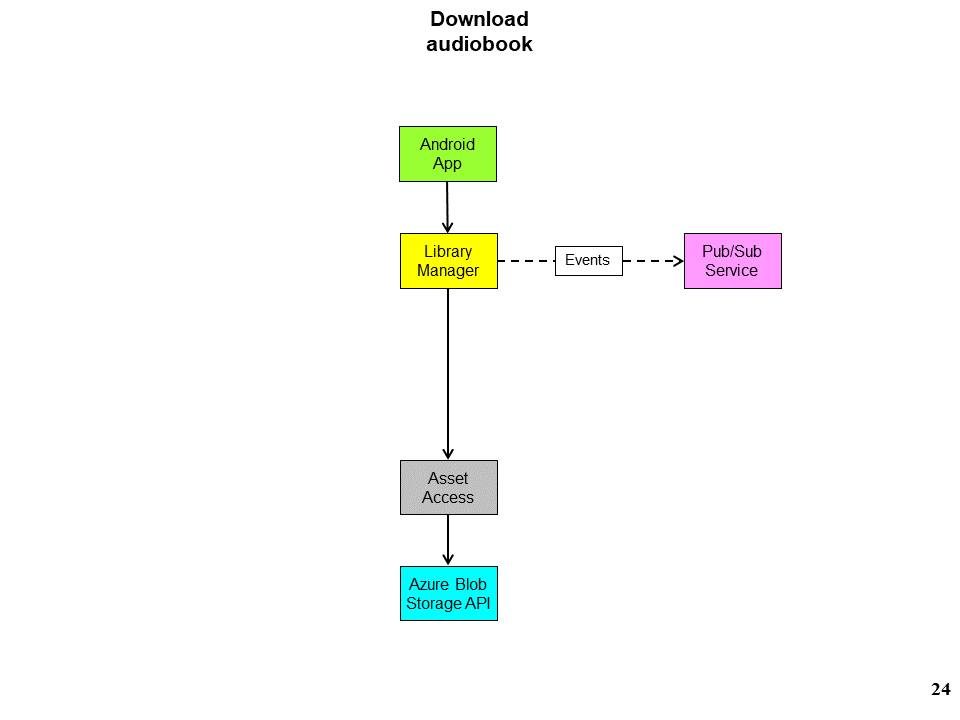 Download
audiobook
Android
App
Library
Manager
Events
Pub/Sub
Service
Asset
Access
Azure Blob
Storage API
24